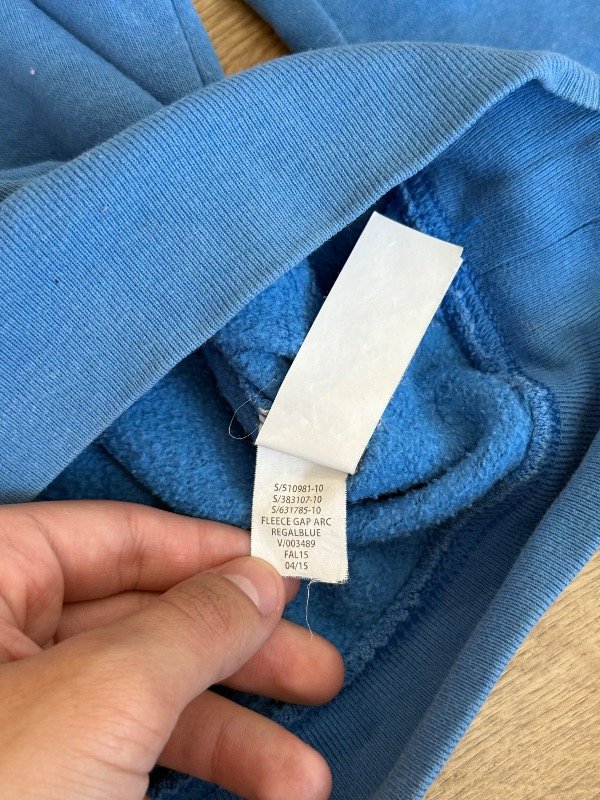 S/510981-10
S/383107-10
S/631785-10
FLEECE GAP ARC
REGALBLUE
V/003489
FAL15
04/15